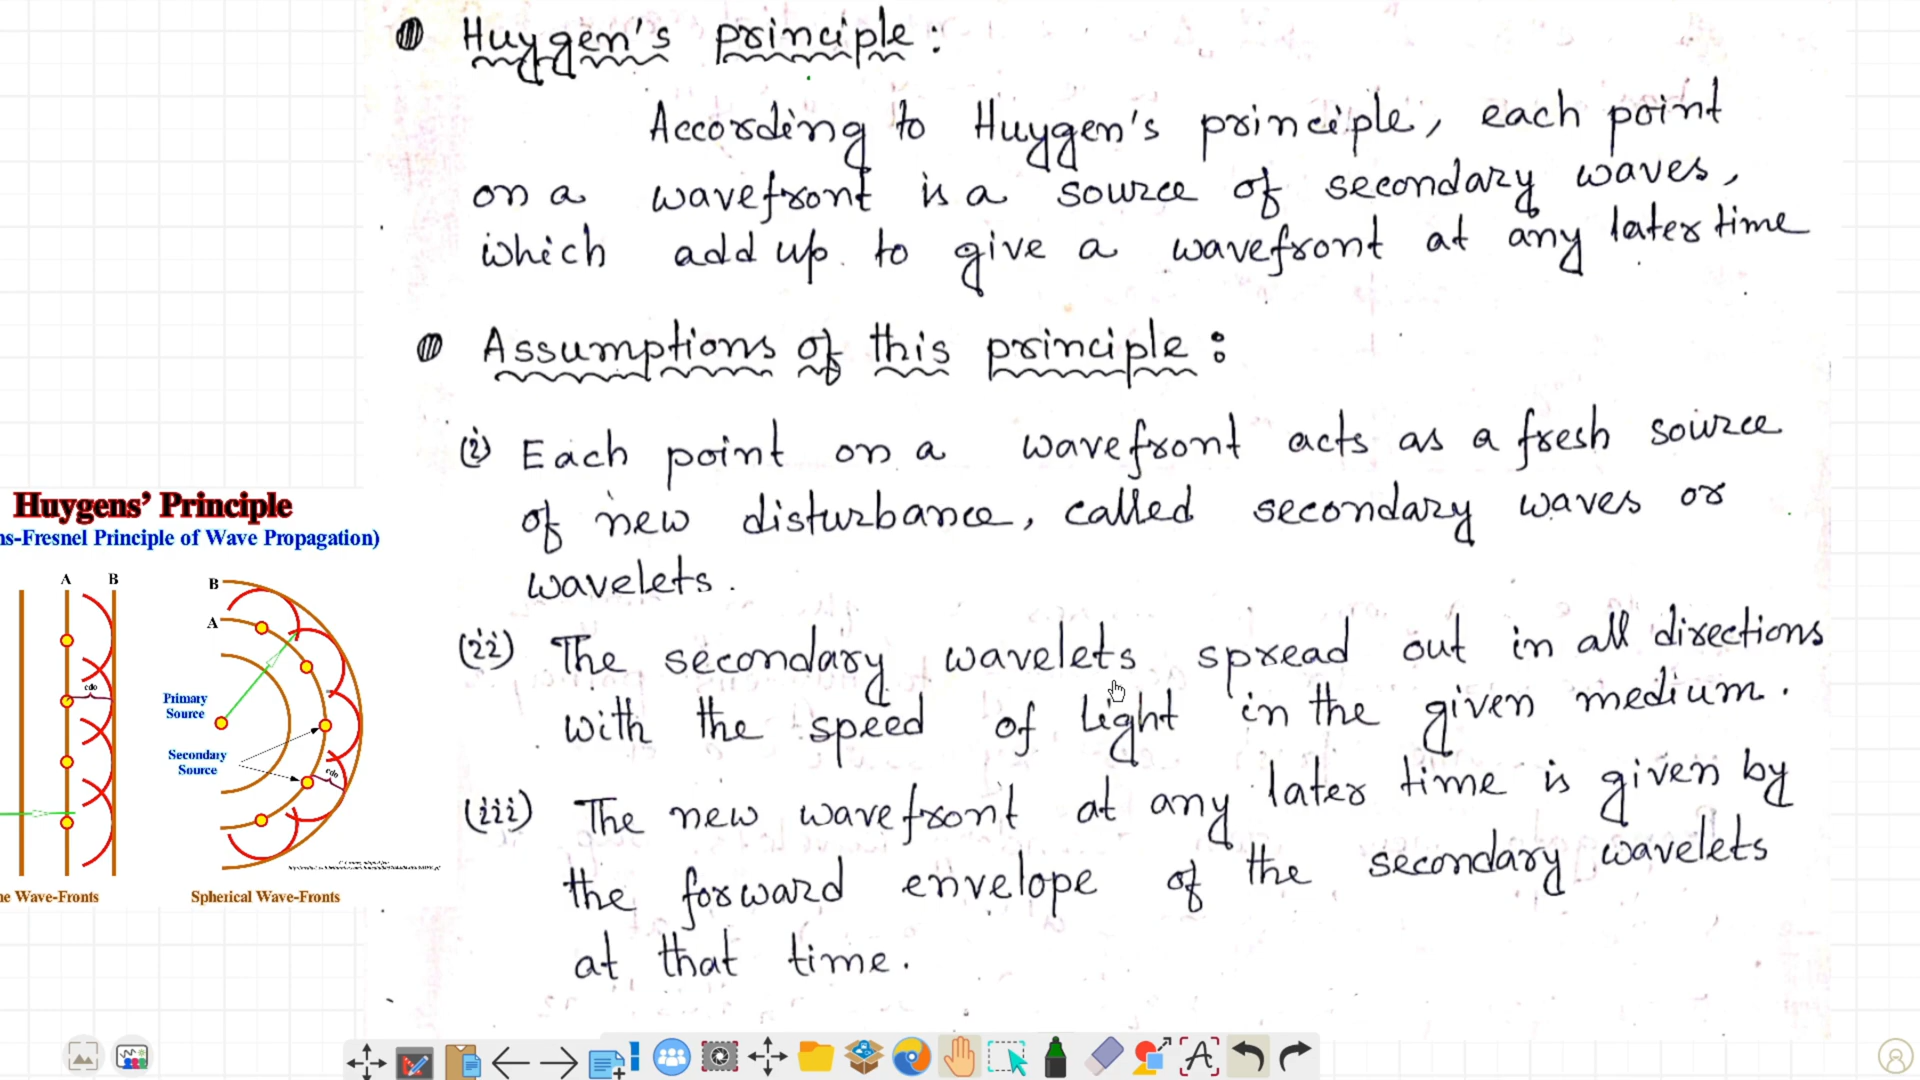 Huygen's principle:
According to Huygen's principle, each point
on a wavefront is a source of secondary waves,
which add up to give a wavefront at any later time
Assumptions of this principle:
(i) Each point on a wavefront acts as a fresh source
of new disturbance, called secondary waves or
wavelets.
(ii) The secondary wavelets spread out in all directions
with the speed of light in the given medium.
(iii) The new wavefront at any later time is given by
the forward envelope of the secondary wavelets
at that time.
Huygens' Principle
ns-Fresnel Principle of Wave Propagation)
A B
cdo
ne Wave-Fronts
B
A
Primary
Source
Secondary
Source
cdo
Spherical Wave-Fronts